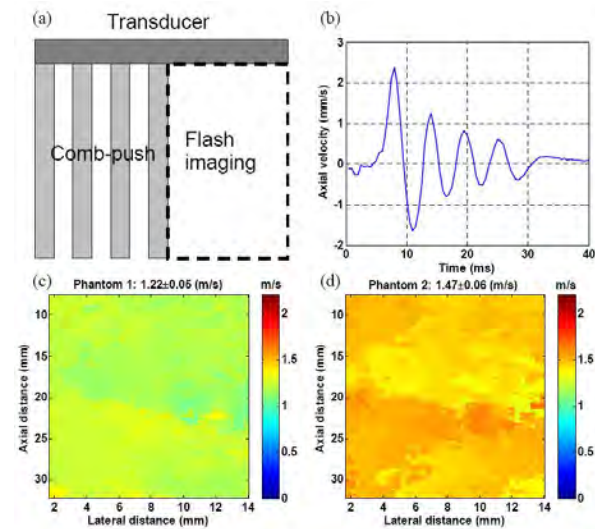 (a)
Transducer
Comb-push
Flash
imaging
(b)
Axial velocity (mm/s)
3
2
1
0
-1
-2
0
10
20
30
40
Time (ms)
(c)
Phantom 1: 1.22±0.05 (m/s)
m/s
Axial distance (mm)
10
15
20
25
30
2
4
6
8
10
12
14
Lateral distance (mm)
2
1.5
1
0.5
0
(d)
Phantom 2: 1.47±0.06 (m/s)
m/s
Axial distance (mm)
10
15
20
25
30
2
4
6
8
10
12
14
Lateral distance (mm)
2
1.5
1
0.5
0